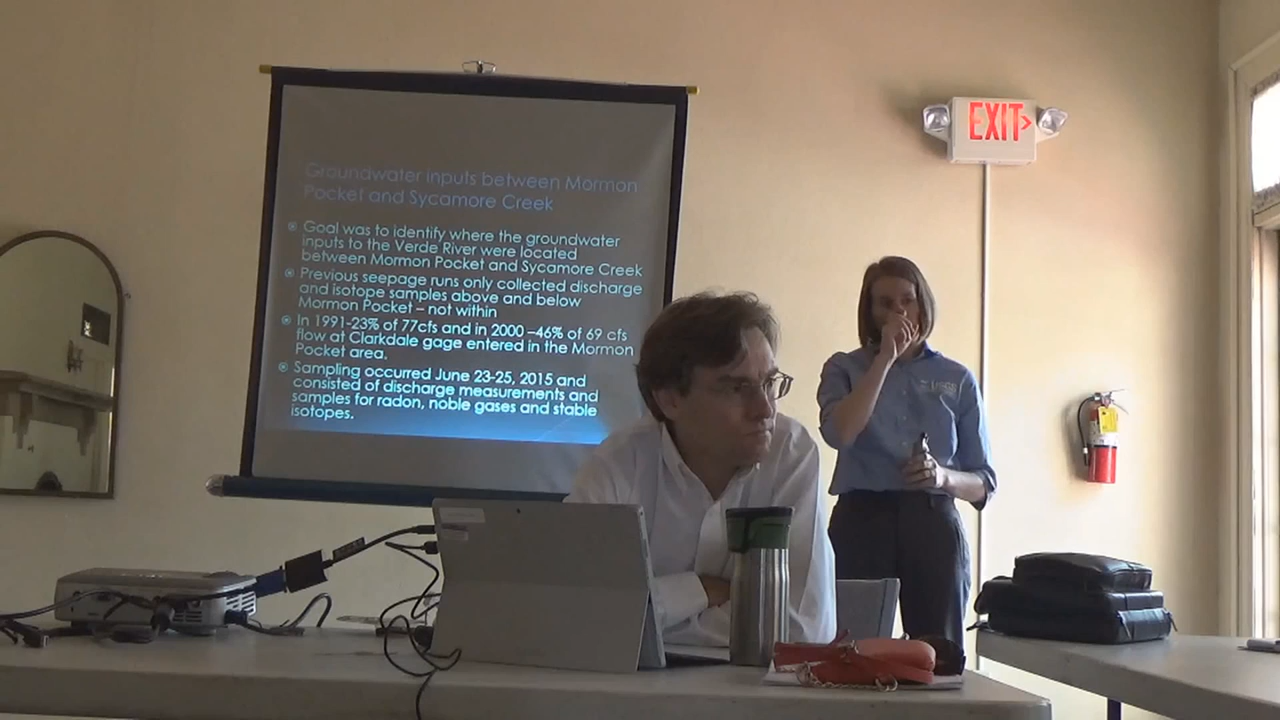 Groundwater inputs between Mormon
Pocket and Sycamore Creek
Goal was to identify where the groundwater
inputs to the Verde River were located
between Mormon Pocket and Sycamore Creek
Previous seepage runs only collected discharge
and isotope samples above and below
Mormon Pocket – not within
In 1991-23% of 77cfs and in 2000 –46% of 69 cfs
flow at Clarkdale gage entered in the Mormon
Pocket area.
Sampling occurred June 23-25, 2015 and
consisted of discharge measurements and
samples for radon, noble gases and stable
isotopes.
EXIT
USGS